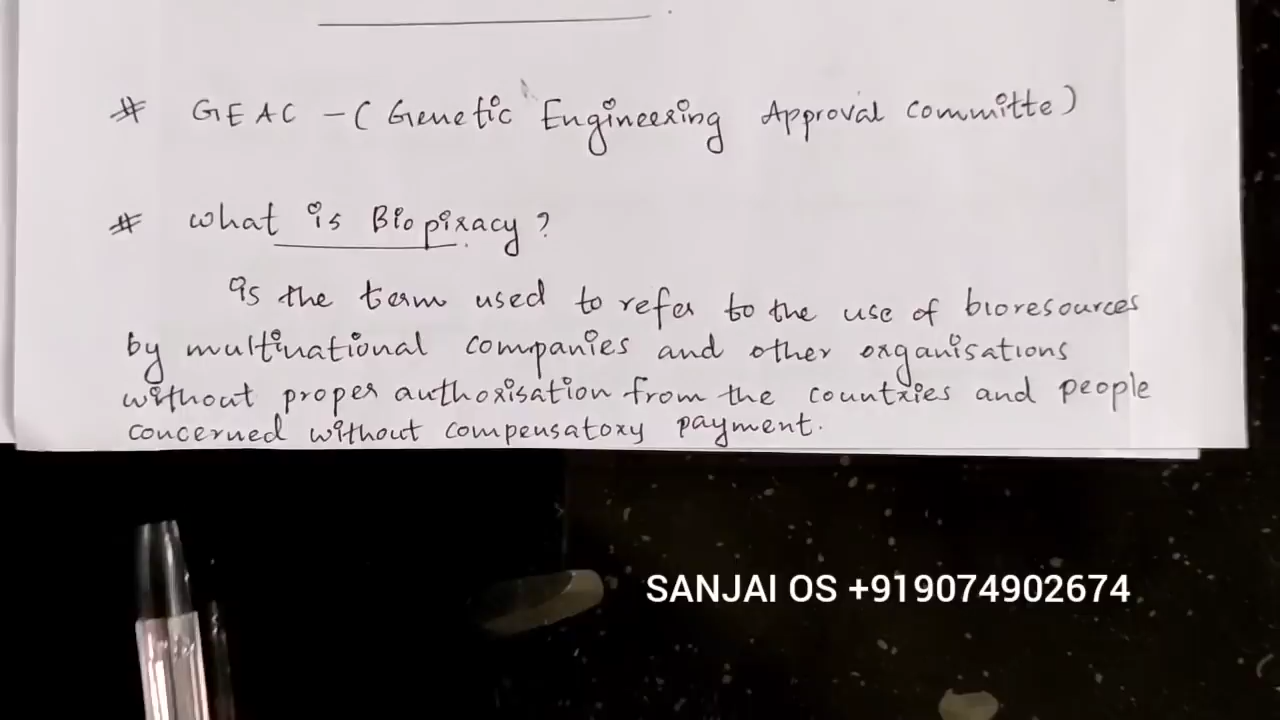 # GEAC - (Genetic Engineering Approval Committe)
# What is Biopiracy?
is the term used to refer to the use of bioresources
by multinational companies and other organisations
without proper authorisation from the countries and people
concerned without compensatory payment.
SANJAI OS +919074902674